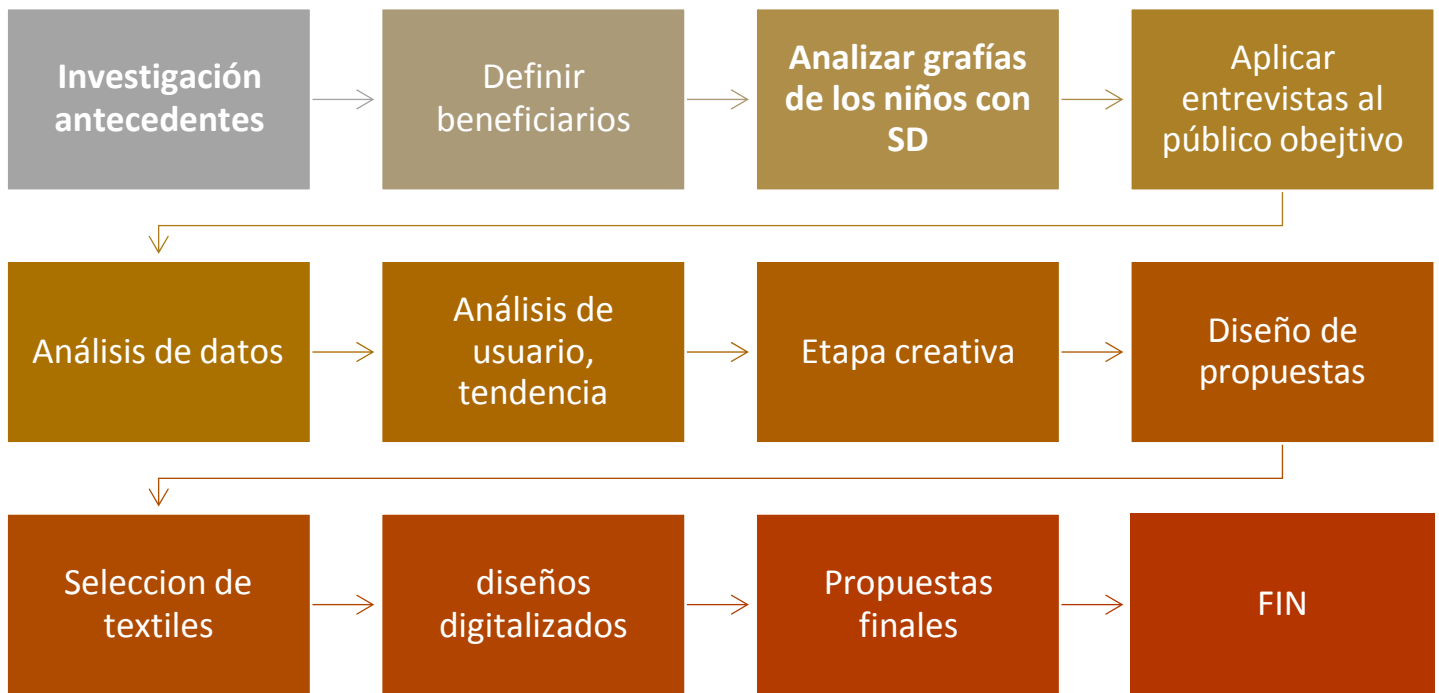 Investigación
antecedentes
Definir
beneficiarios
Analizar grafías
de los niños con
SD
Aplicar
entrevistas al
público obejtivo
Análisis de datos
Análisis de
usuario,
tendencia
Etapa creativa
Diseño de
propuestas
Seleccion de
textiles
diseños
digitalizados
Propuestas
finales
FIN